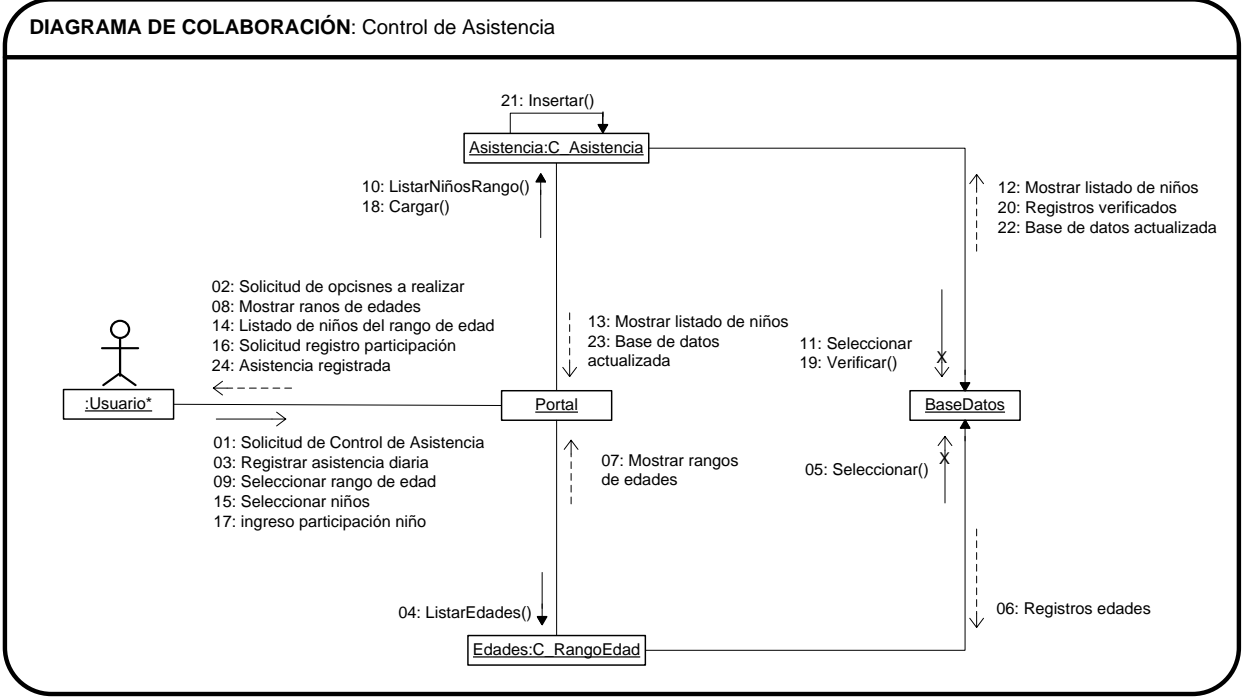 DIAGRAMA DE COLABORACIÓN: Control de Asistencia
21: Insertar()
Asistencia:C_Asistencia
10: ListarNiñosRango()
18: Cargar()
12: Mostrar listado de niños
20: Registros verificados
22: Base de datos actualizada
02: Solicitud de opcisnes a realizar
08: Mostrar ranos de edades
14: Listado de niños del rango de edad
16: Solicitud registro participación
24: Asistencia registrada
13: Mostrar listado de niños
23: Base de datos
actualizada
11: Seleccionar
19: Verificar()
X
:Usuario*
Portal
BaseDatos
01: Solicitud de Control de Asistencia
03: Registrar asistencia diaria
09: Seleccionar rango de edad
15: Seleccionar niños
17: ingreso participación niño
07: Mostrar rangos
de edades
05: Seleccionar()
X
04: ListarEdades()
06: Registros edades
Edades:C_RangoEdad